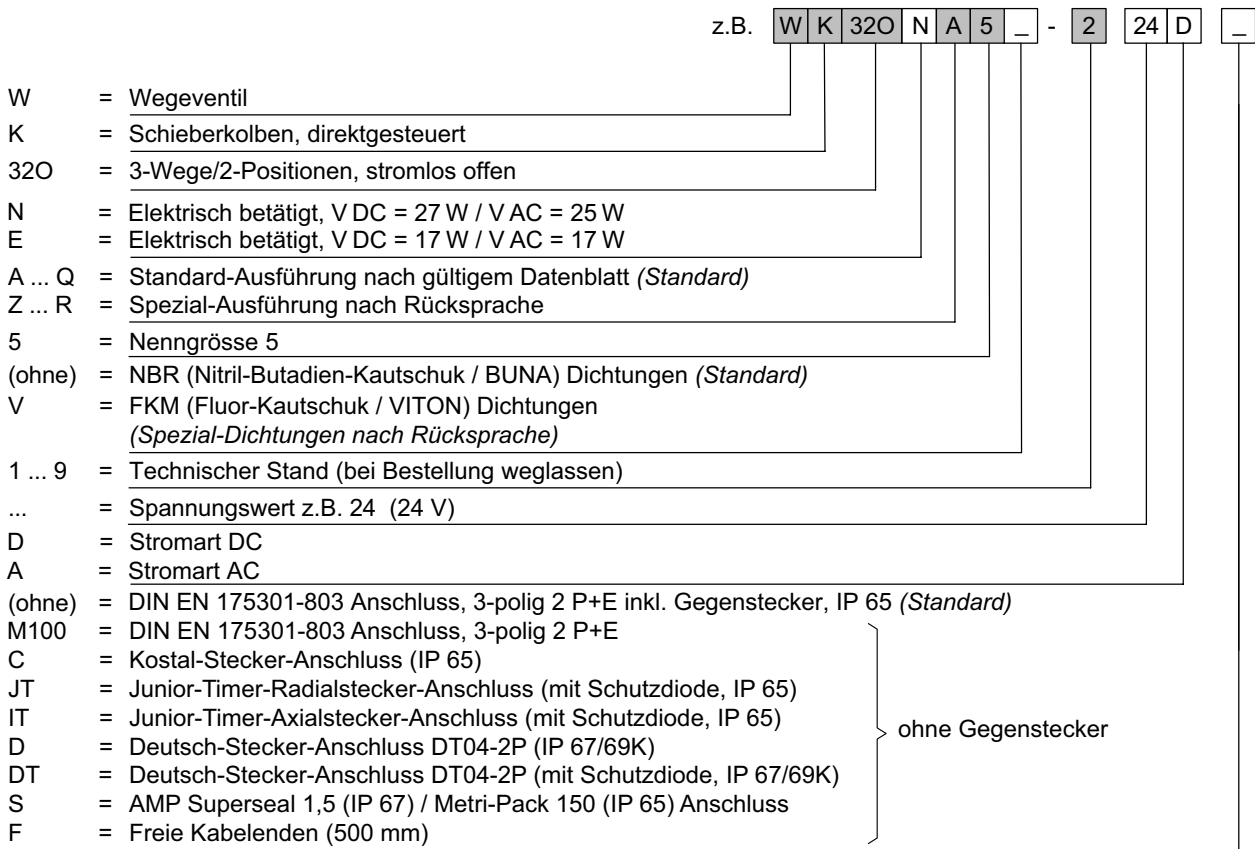 z.B. W K 32O N A 5 _ - 2 24 D _
W = Wegeventil
K = Schieberkolben, direktgesteuert
32O = 3-Wege/2-Positionen, stromlos offen
N = Elektrisch betätigt, V DC = 27 W / V AC = 25 W
E = Elektrisch betätigt, V DC = 17 W / V AC = 17 W
A ... Q = Standard-Ausführung nach gültigem Datenblatt (Standard)
Z ... R = Spezial-Ausführung nach Rücksprache
5 = Nenngrösse 5
(ohne) = NBR (Nitril-Butadien-Kautschuk / BUNA) Dichtungen (Standard)
V = FKM (Fluor-Kautschuk / VITON) Dichtungen
(Spezial-Dichtungen nach Rücksprache)
1 ... 9 = Technischer Stand (bei Bestellung weglassen)
... = Spannungswert z.B. 24 (24 V)
D = Stromart DC
A = Stromart AC
(ohne) = DIN EN 175301-803 Anschluss, 3-polig 2 P+E inkl. Gegenstecker, IP 65 (Standard)
M100 = DIN EN 175301-803 Anschluss, 3-polig 2 P+E
C = Kostal-Stecker-Anschluss (IP 65)
JT = Junior-Timer-Radialstecker-Anschluss (mit Schutzdiode, IP 65)
IT = Junior-Timer-Axialstecker-Anschluss (mit Schutzdiode, IP 65)
ohne Gegenstecker
D = Deutsch-Stecker-Anschluss DT04-2P (IP 67/69K)
DT = Deutsch-Stecker-Anschluss DT04-2P (mit Schutzdiode, IP 67/69K)
S = AMP Superseal 1,5 (IP 67) / Metri-Pack 150 (IP 65) Anschluss
F = Freie Kabelenden (500 mm)